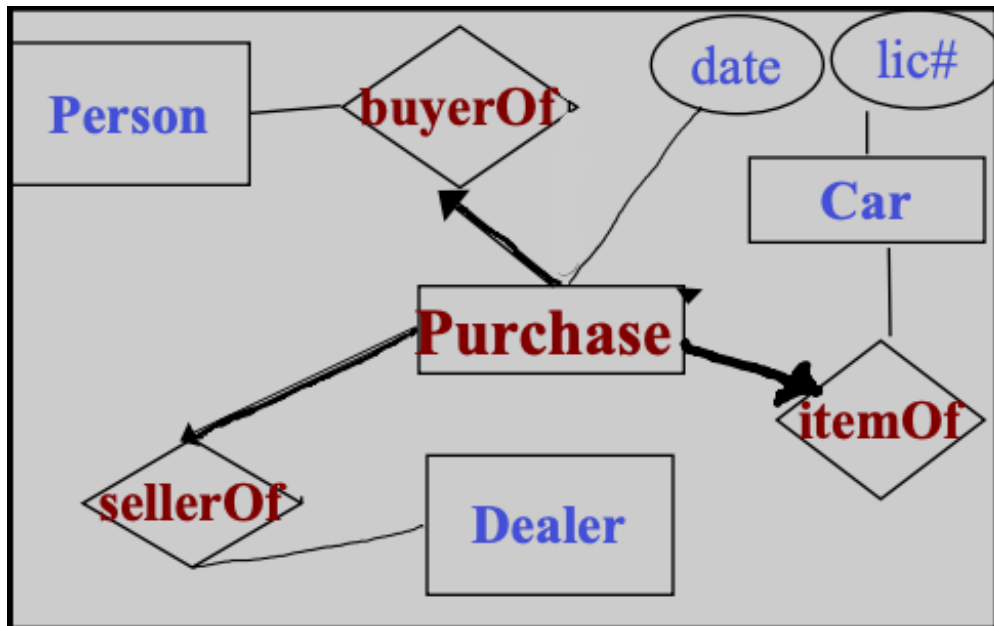 date
lic#
Person
buyerOf
Car
Purchase
itemOf
sellerOf
Dealer